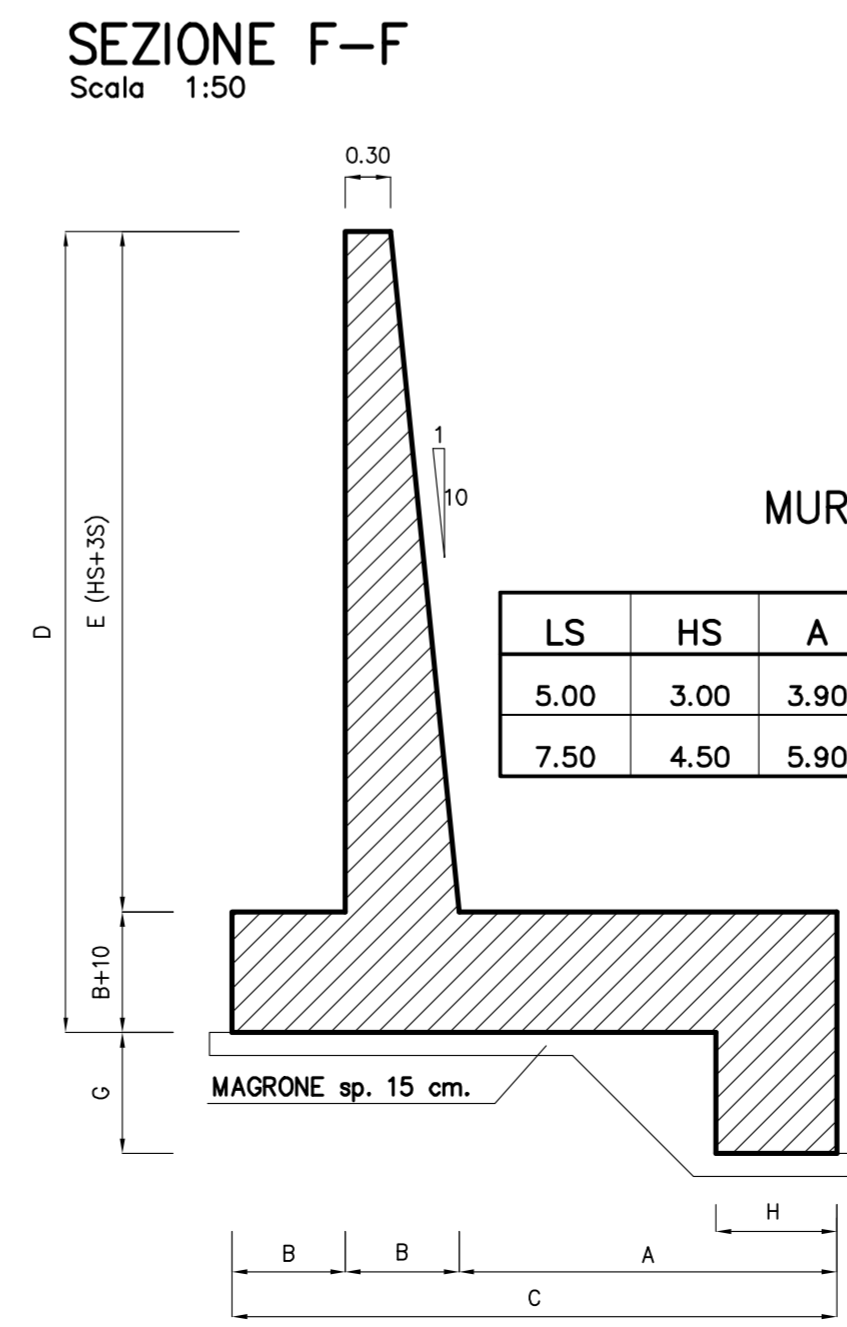 SEZIONE F-F
Scala 1:50
0.30
1
10
D
E (HS+3S)
MUR
LS HS A
5.00 3.00 3.90
7.50 4.50 5.90
B+10
G
MAGRONE sp. 15 cm.
H
B B A
C